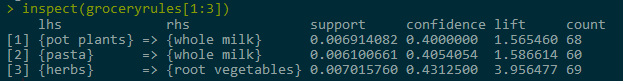 > inspect(groceryrules[1:3])
lhs rhs support confidence lift count
[1] {pot plants} => {whole milk} 0.006914082 0.4000000 1.565460 68
[2] {pasta} => {whole milk} 0.006100661 0.4054054 1.586614 60
[3] {herbs} => {root vegetables} 0.007015760 0.4312500 3.956477 69